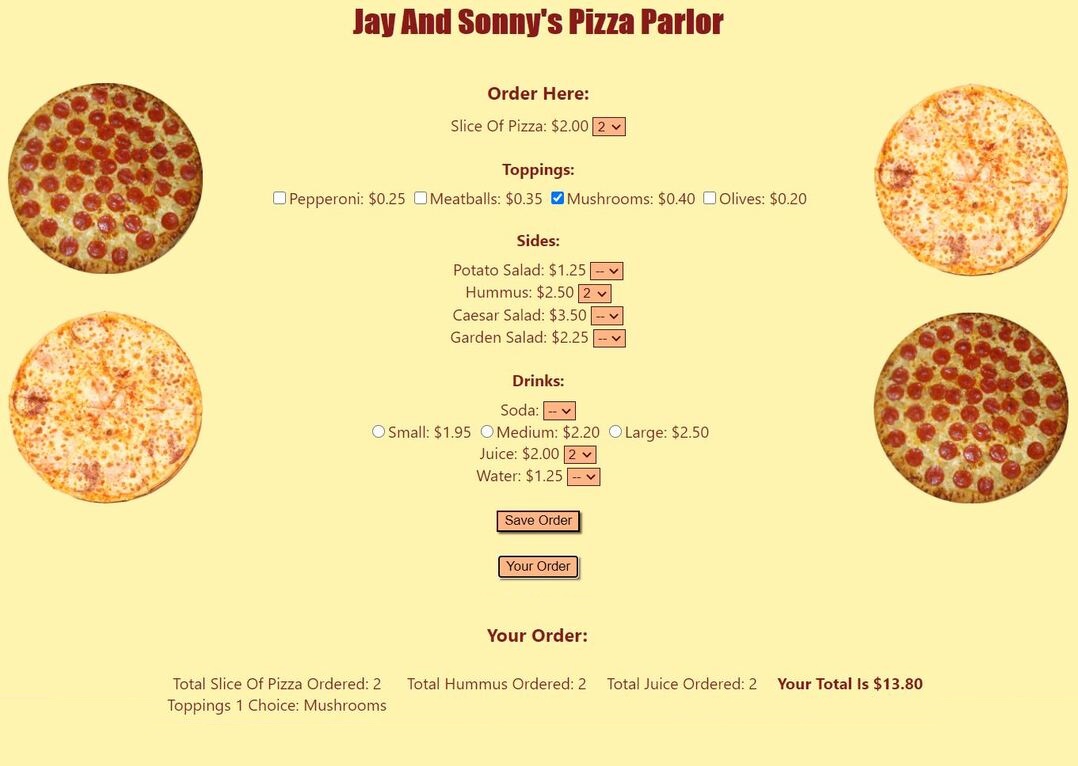 Jay And Sonny's Pizza Parlor
Order Here:
Slice Of Pizza: $2.00 2
Toppings:
Pepperoni: $0.25 Meatballs: $0.35 Mushrooms: $0.40 Olives: $0.20
Sides:
Potato Salad: $1.25 --
Hummus: $2.50 2
Caesar Salad: $3.50 --
Garden Salad: $2.25 --
Drinks:
Soda: --
Small: $1.95 Medium: $2.20 Large: $2.50
Juice: $2.00 2
Water: $1.25 --
Save Order
Your Order
Your Order:
Total Slice Of Pizza Ordered: 2 Total Hummus Ordered: 2 Total Juice Ordered: 2 Your Total Is $13.80
Toppings 1 Choice: Mushrooms